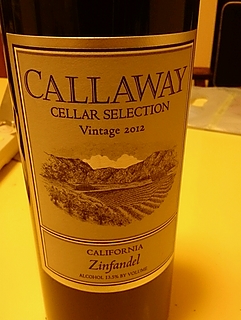 CALLAWAY
CELLAR SELECTION
Vintage 2012
CALIFORNIA
Zinfandel
ALCOHOL 13.5% BY VOLUME